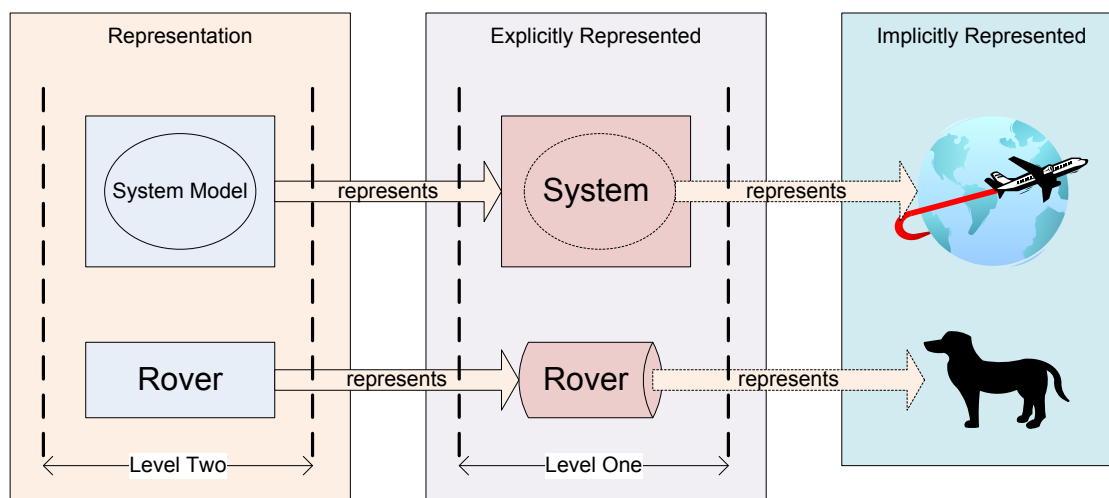 Representation
Explicitly Represented
Implicitly Represented
System Model
represents
System
represents
Rover
represents
Rover
represents
Level Two
Level One